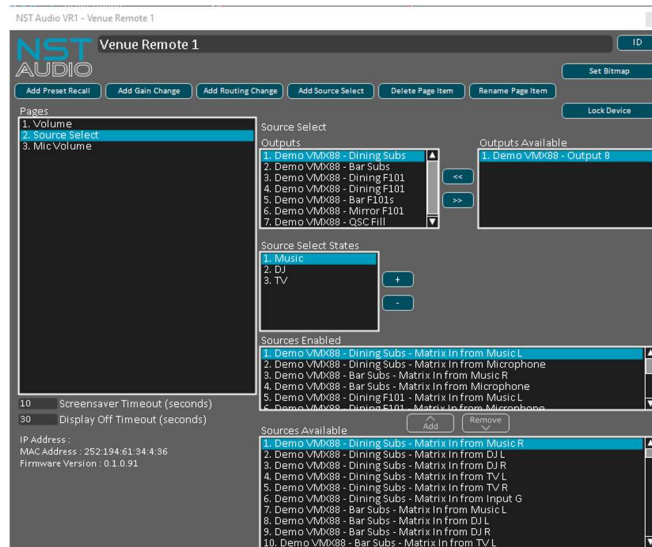 NST Audio VR1 - Venue Remote 1
NST
AUDIO
Venue Remote 1
ID
Set Bitmap
Add Preset Recall
Add Gain Change
Add Routing Change
Add Source Select
Delete Page Item
Rename Page Item
Lock Device
Pages
1. Volume
2. Source Select
3. Mic Volume
Source Select
Outputs
1. Demo VMX88 - Dining Subs
2. Demo VMX88 - Bar Subs
3. Demo VMX88 - Dining F101
4. Demo VMX88 - Dining F101
5. Demo VMX88 - Bar F101s
6. Demo VMX88 - Mirror F101
7. Demo VMX88 - QSC Fill
<<
>>
Outputs Available
1. Demo VMX88 - Output 8
Source Select States
1. Music
2. DJ
3. TV
+
-
Sources Enabled
1. Demo VMX88 - Dining Subs - Matrix In from Music L
2. Demo VMX88 - Dining Subs - Matrix In from Microphone
3. Demo VMX88 - Bar Subs - Matrix In from Music R
4. Demo VMX88 - Bar Subs - Matrix In from Microphone
5. Demo VMX88 - Dining F101 - Matrix In from Music L
6. Demo VMX88 - Dining F101 - Matrix In from Microphone
10 Screensaver Timeout (seconds)
30 Display Off Timeout (seconds)
IP Address :
MAC Address : 252:194:61:34:4:36
Firmware Version : 0.1.0.91
Add
Remove
Sources Available
1. Demo VMX88 - Dining Subs - Matrix In from Music R
2. Demo VMX88 - Dining Subs - Matrix In from DJ L
3. Demo VMX88 - Dining Subs - Matrix In from DJ R
4. Demo VMX88 - Dining Subs - Matrix In from TV L
5. Demo VMX88 - Dining Subs - Matrix In from TV R
6. Demo VMX88 - Dining Subs - Matrix In from Input G
7. Demo VMX88 - Bar Subs - Matrix In from Music L
8. Demo VMX88 - Bar Subs - Matrix In from DJ L
9. Demo VMX88 - Bar Subs - Matrix In from DJ R
10. Demo VMX88 - Bar Subs - Matrix In from TV L